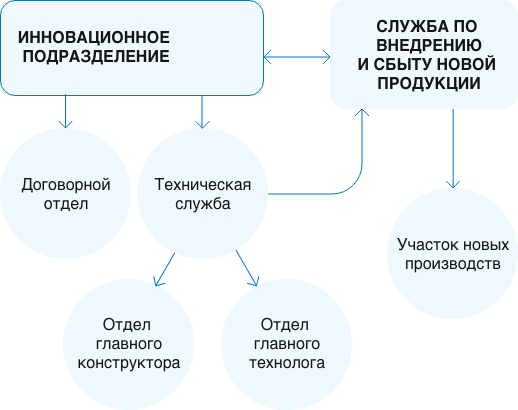 ИННОВАЦИОННОЕ
ПОДРАЗДЕЛЕНИЕ
СЛУЖБА ПО
ВНЕДРЕНИЮ
И СБЫТУ НОВОЙ
ПРОДУКЦИИ
Договорной
отдел
Техническая
служба
Участок новых
производств
Отдел
главного
конструктора
Отдел
главного
технолога